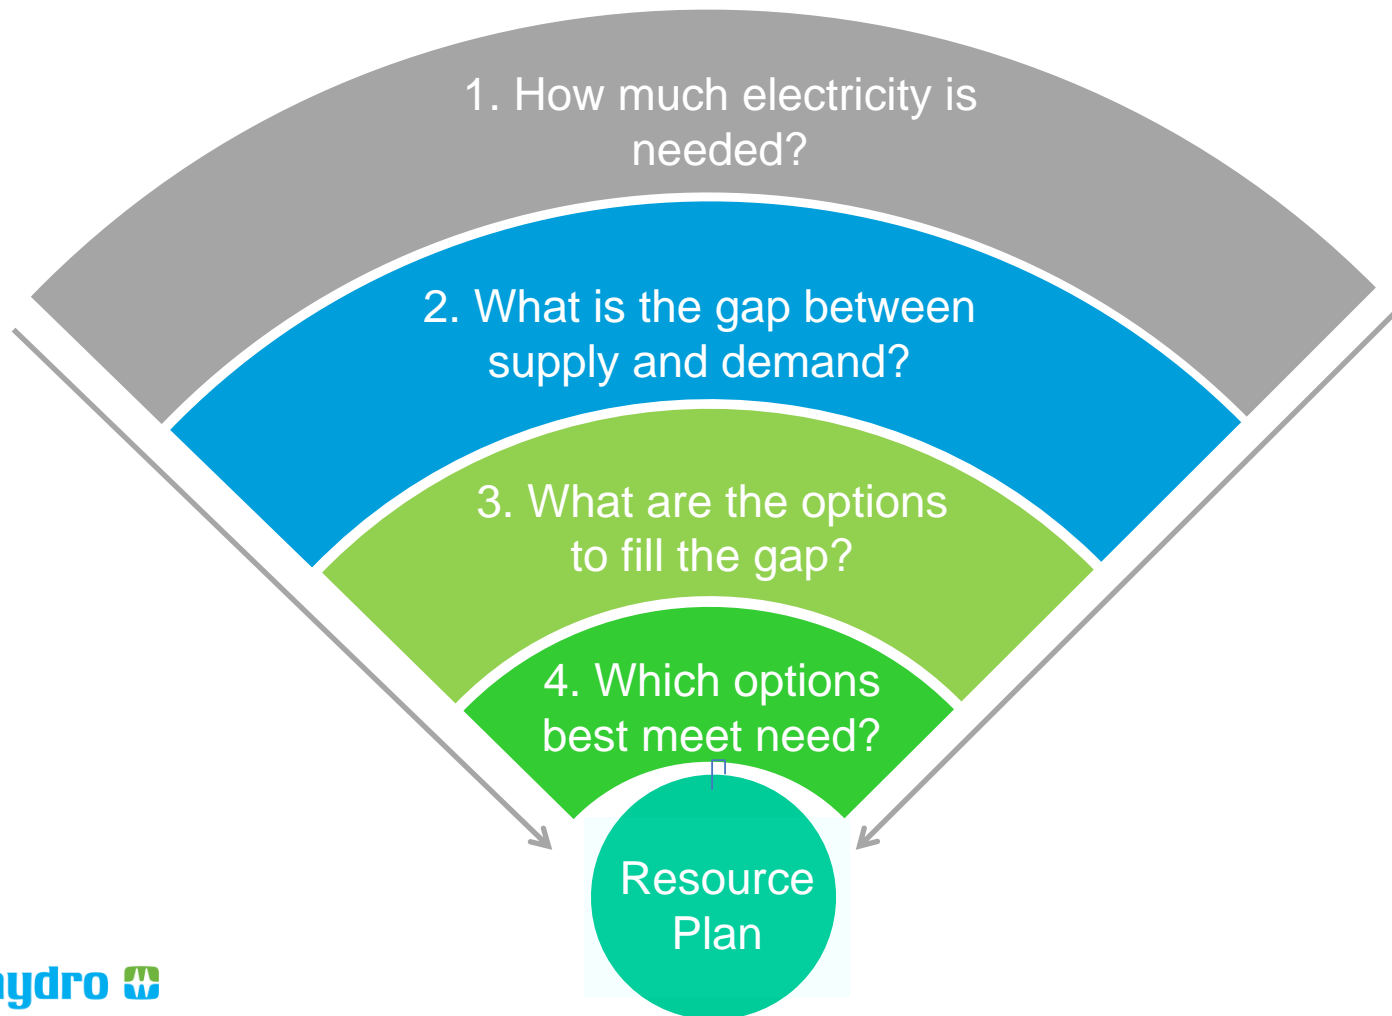 1. How much electricity is
needed?
2. What is the gap between
supply and demand?
3. What are the options
to fill the gap?
4. Which options
best meet need?
Resource
Plan
hydro